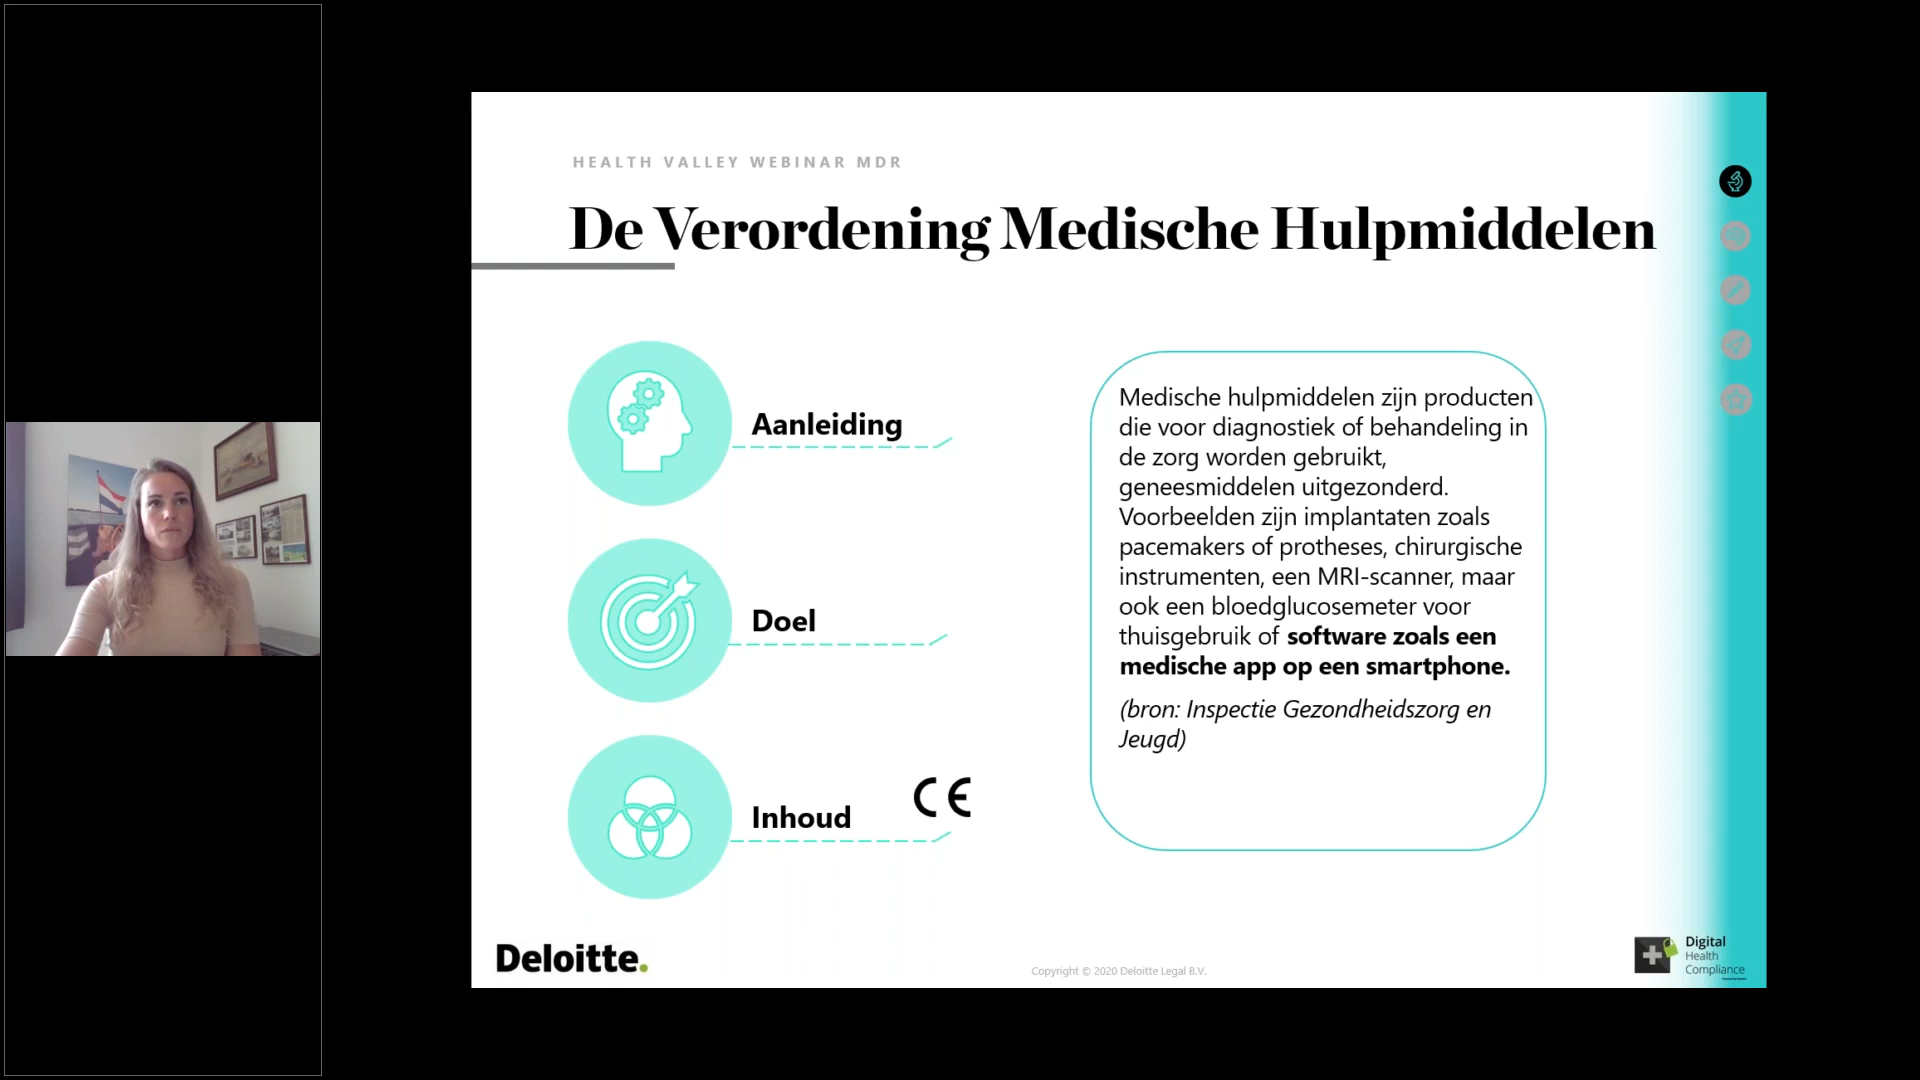 HEALTH VALLEY WEBINAR MDR
De Verordening Medische Hulpmiddelen
Aanleiding
Doel
Inhoud
CE
Medische hulpmiddelen zijn producten
die voor diagnostiek of behandeling in
de zorg worden gebruikt,
geneesmiddelen uitgezonderd.
Voorbeelden zijn implantaten zoals
pacemakers of protheses, chirurgische
instrumenten, een MRI-scanner, maar
ook een bloedglucosemeter voor
thuisgebruik of software zoals een
medische app op een smartphone.
(bron: Inspectie Gezondheidszorg en
Jeugd)
Deloitte.
Copyright © 2020 Deloitte Legal B.V.
Digital
Health
Compliance